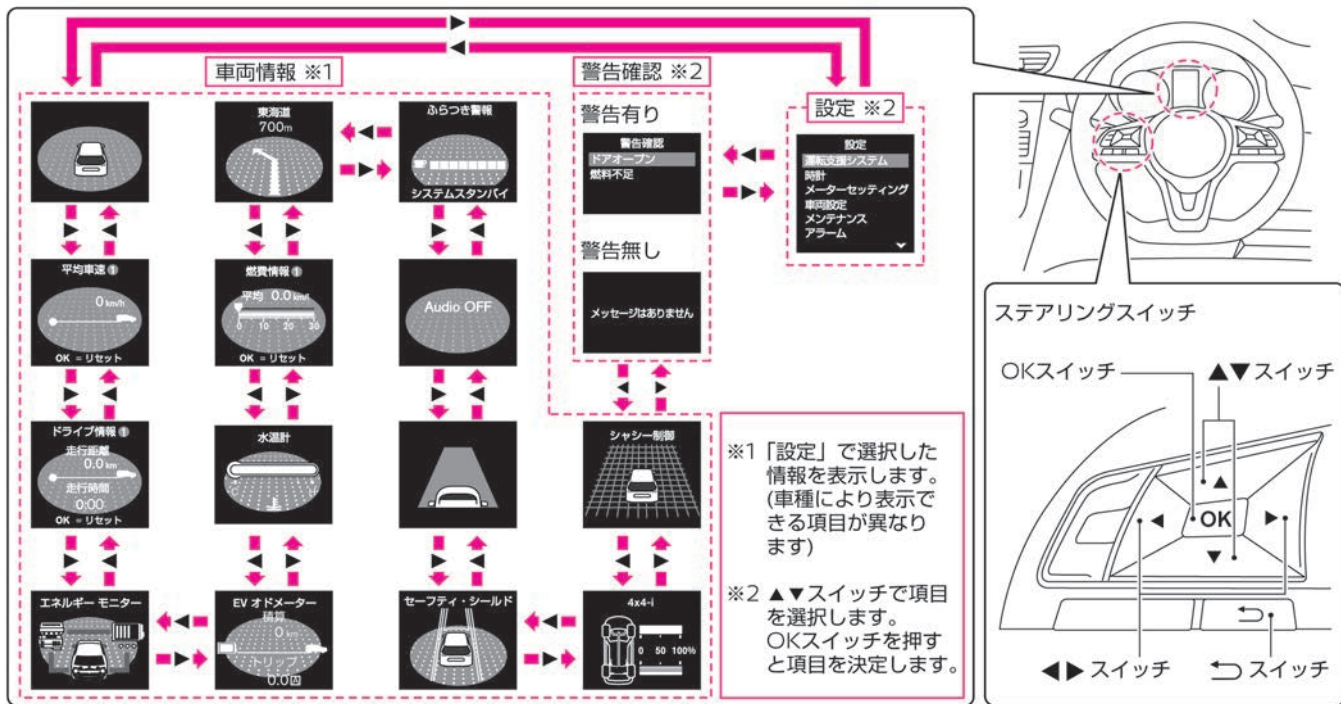 車両情報 ※1
警告確認 ※2
設定 ※2
東海道
700m
ふらつき警報
システムスタンバイ
警告有り
警告確認
ドアオープン
燃料不足
警告無し
メッセージはありません
設定
運転支援システム
時計
メーターセッティング
車両設定
メンテナンス
アラーム
平均車速 ①
0 km/h
OK = リセット
燃費情報 ①
平均 0.0 km/l
0 10 20 30
OK = リセット
Audio OFF
ドライブ情報 ①
走行距離
0.0 km
走行時間
0:00
OK = リセット
水温計
C H
シャシー制御
エネルギー モニター
EV オドメーター
積算
0 km
トリップ
セーフティ・シールド
4x4-i
0 50 100%
※1 「設定」で選択した
情報を表示します。
(車種により表示で
きる項目が異なり
ます)
※2 ▲▼スイッチで項目
を選択します。
OKスイッチを押す
と項目を決定します。
ステアリングスイッチ
OKスイッチ
▲▼スイッチ
▲
◀ OK ▶
▼
◀▶ スイッチ
⮌ スイッチ